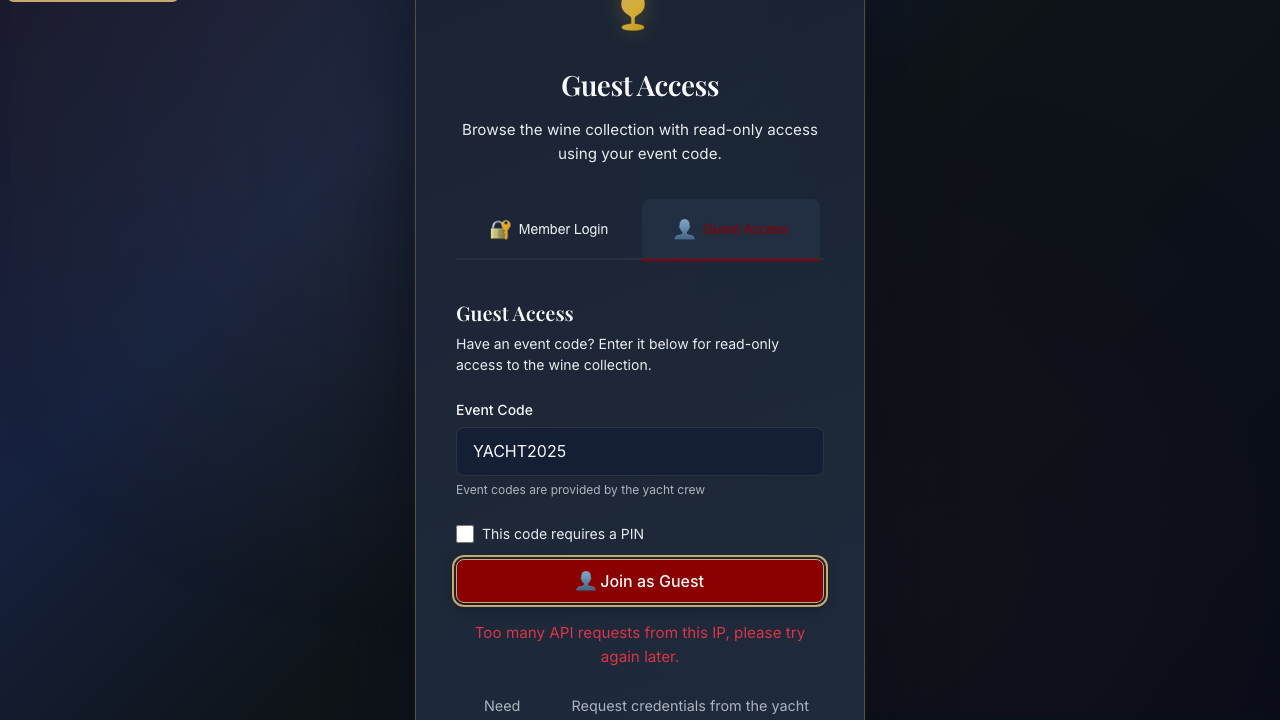 Guest Access
Browse the wine collection with read-only access
using your event code.
Member Login
Guest Access
Guest Access
Have an event code? Enter it below for read-only
access to the wine collection.
Event Code
YACHT2025
Event codes are provided by the yacht crew
This code requires a PIN
Join as Guest
Too many API requests from this IP, please try
again later.
Need
Request credentials from the yacht